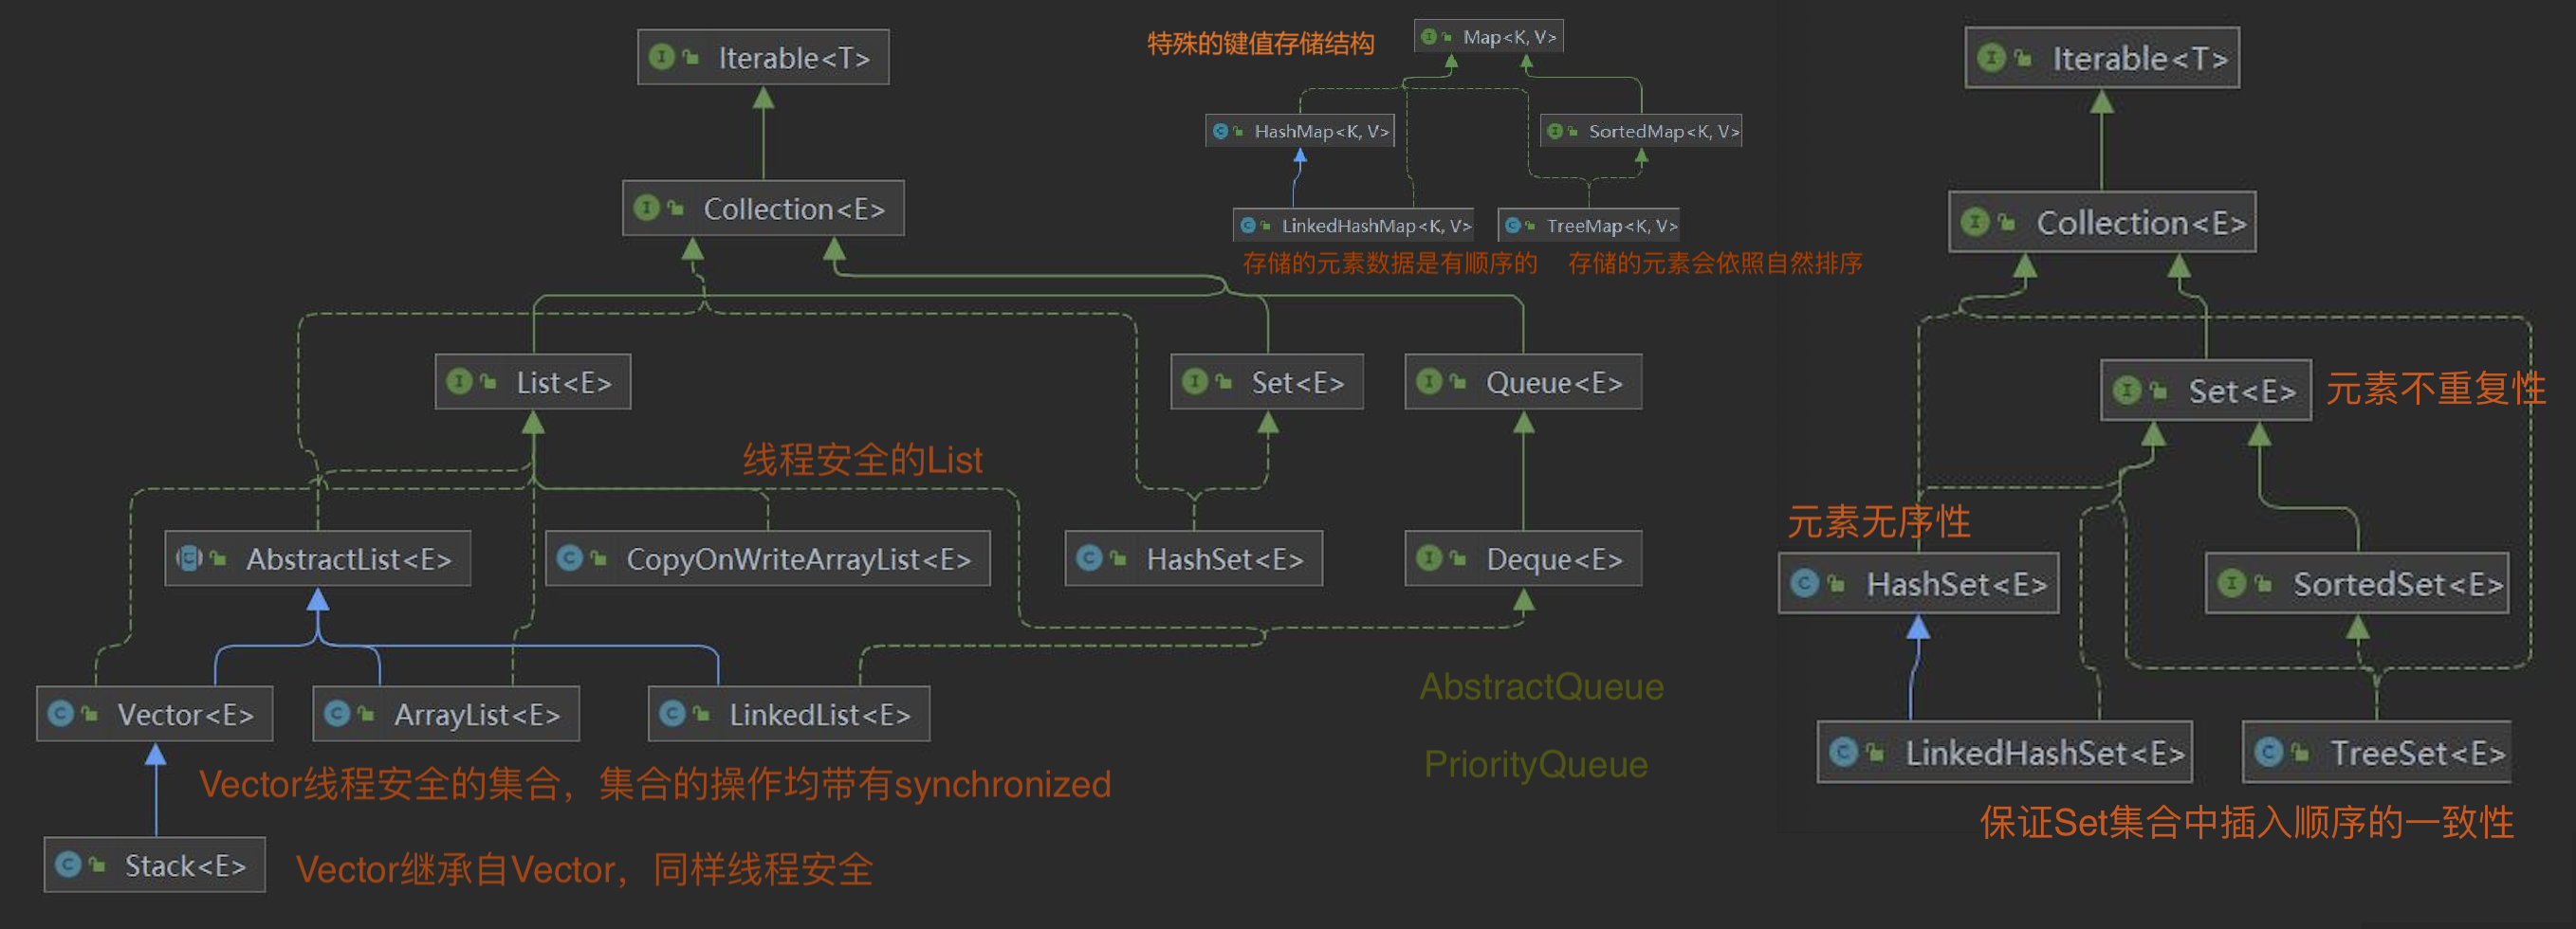 Iterable<T>
Collection<E>
List<E>
Set<E>
Queue<E>
线程安全的List
AbstractList<E>
CopyOnWriteArrayList<E>
HashSet<E>
Deque<E>
Vector<E>
ArrayList<E>
LinkedList<E>
AbstractQueue
PriorityQueue
Vector线程安全的集合，集合的操作均带有synchronized
Stack<E>
Vector继承自Vector，同样线程安全
特殊的键值存储结构
Map<K, V>
HashMap<K, V>
SortedMap<K, V>
LinkedHashMap<K, V>
TreeMap<K, V>
存储的元素数据是有顺序的
存储的元素会依照自然排序
Iterable<T>
Collection<E>
Set<E>
元素不重复性
元素无序性
HashSet<E>
SortedSet<E>
LinkedHashSet<E>
TreeSet<E>
保证Set集合中插入顺序的一致性